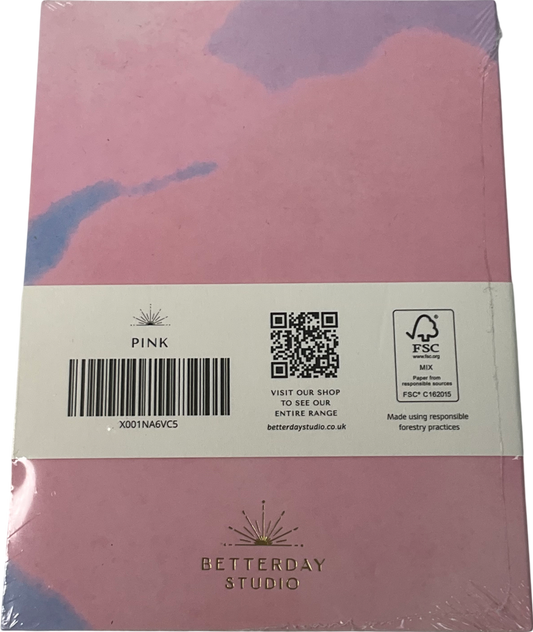 PINK
X001NA6VC5
VISIT OUR SHOP
TO SEE OUR
ENTIRE RANGE
betterdaystudio.co.uk
FSC
www.fsc.org
MIX
Paper from
responsible sources
FSC® C162015
Made using responsible
forestry practices
BETTERDAY
STUDIO